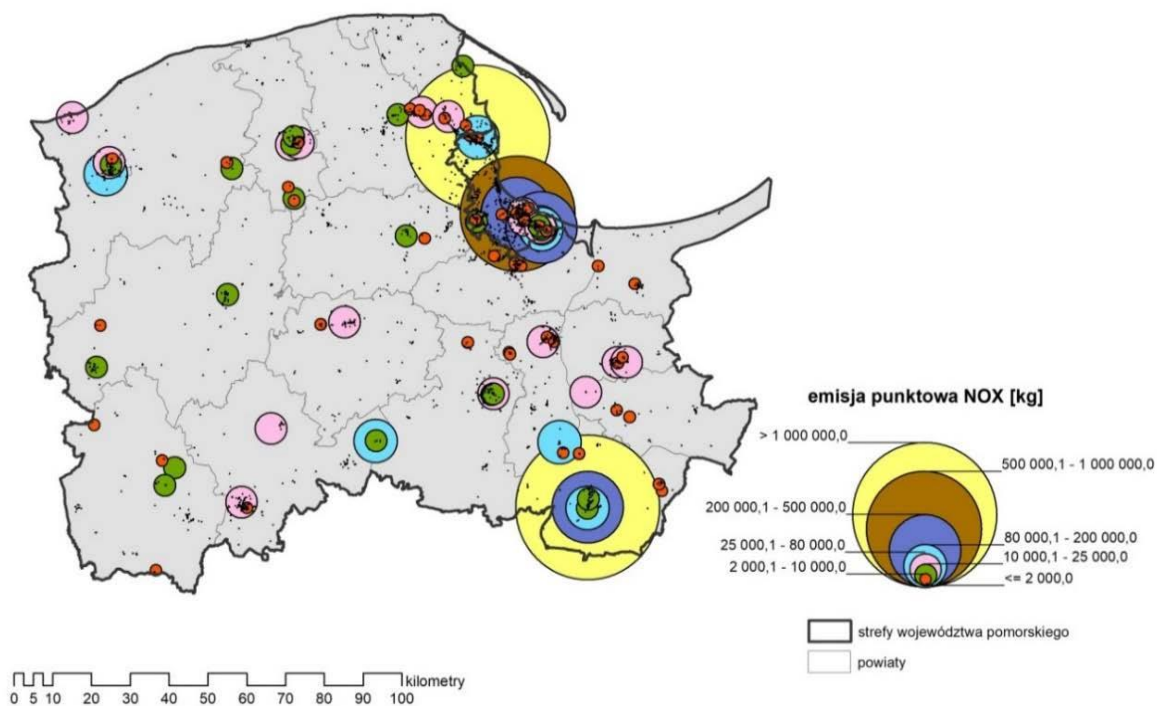 emisja punktowa NOX [kg]
> 1 000 000,0
500 000,1 - 1 000 000,0
200 000,1 - 500 000,0
80 000,1 - 200 000,0
25 000,1 - 80 000,0
10 000,1 - 25 000,0
2 000,1 - 10 000,0
<= 2 000,0
strefy województwa pomorskiego
powiaty
kilometry
0 5 10 20 30 40 50 60 70 80 90 100